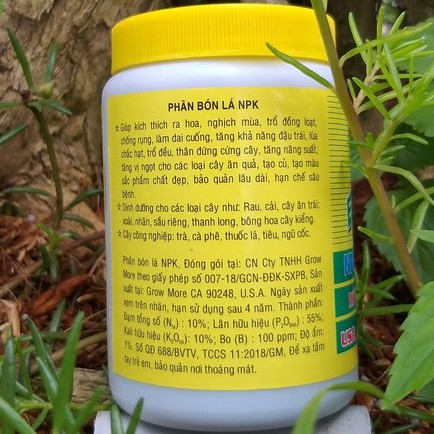 PHÂN BÓN LÁ NPK
☆ Giúp kích thích ra hoa, nghịch mùa, trổ đồng loạt,
chống rụng, làm dai cuống, tăng khả năng đậu trái, lúa
chắc hạt, trổ đều, thân đứng cứng cây, tăng năng suất,
tăng vị ngọt cho các loại cây ăn quả, tạo củ, tạo màu
sắc phẩm chất đẹp, bảo quản lâu dài, hạn chế sâu
bệnh.
☆ Dinh dưỡng cho các loại cây như: Rau, cải, cây ăn trái:
xoài, nhãn, sầu riêng, thanh long, bông hoa cây kiểng.
☆ Cây công nghiệp: trà, cà phê, thuốc lá, tiêu, ngũ cốc.
Phân bón lá NPK, Đóng gói tại: CN Cty TNHH Grow
More theo giấy phép số 007-18/GCN-ĐĐK-SXPB, Sản
xuất tại: Grow More CA 90248, U.S.A. Ngày sản xuất
xem trên nhãn, hạn sử dụng sau 4 năm. Thành phần:
Đạm tổng số (Nts) : 10%; Lân hữu hiệu (P2O5hh) : 55%;
Kali hữu hiệu (K2Ohh): 10%; Bo (B) : 100 ppm; Độ ẩm:
1%. Số QĐ 688/BVTV, TCCS 11:2018/GM, Để xa tầm
tay trẻ em, bảo quản nơi thoáng mát.